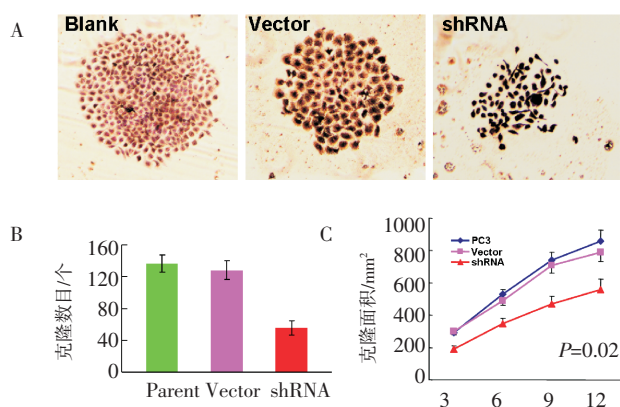 A
Blank
Vector
shRNA
B
克隆数目/个
160
120
80
40
0
Parent Vector shRNA
C
克隆面积/mm²
1000
800
600
400
200
0
PC3
Vector
shRNA
P=0.02
3 6 9 12